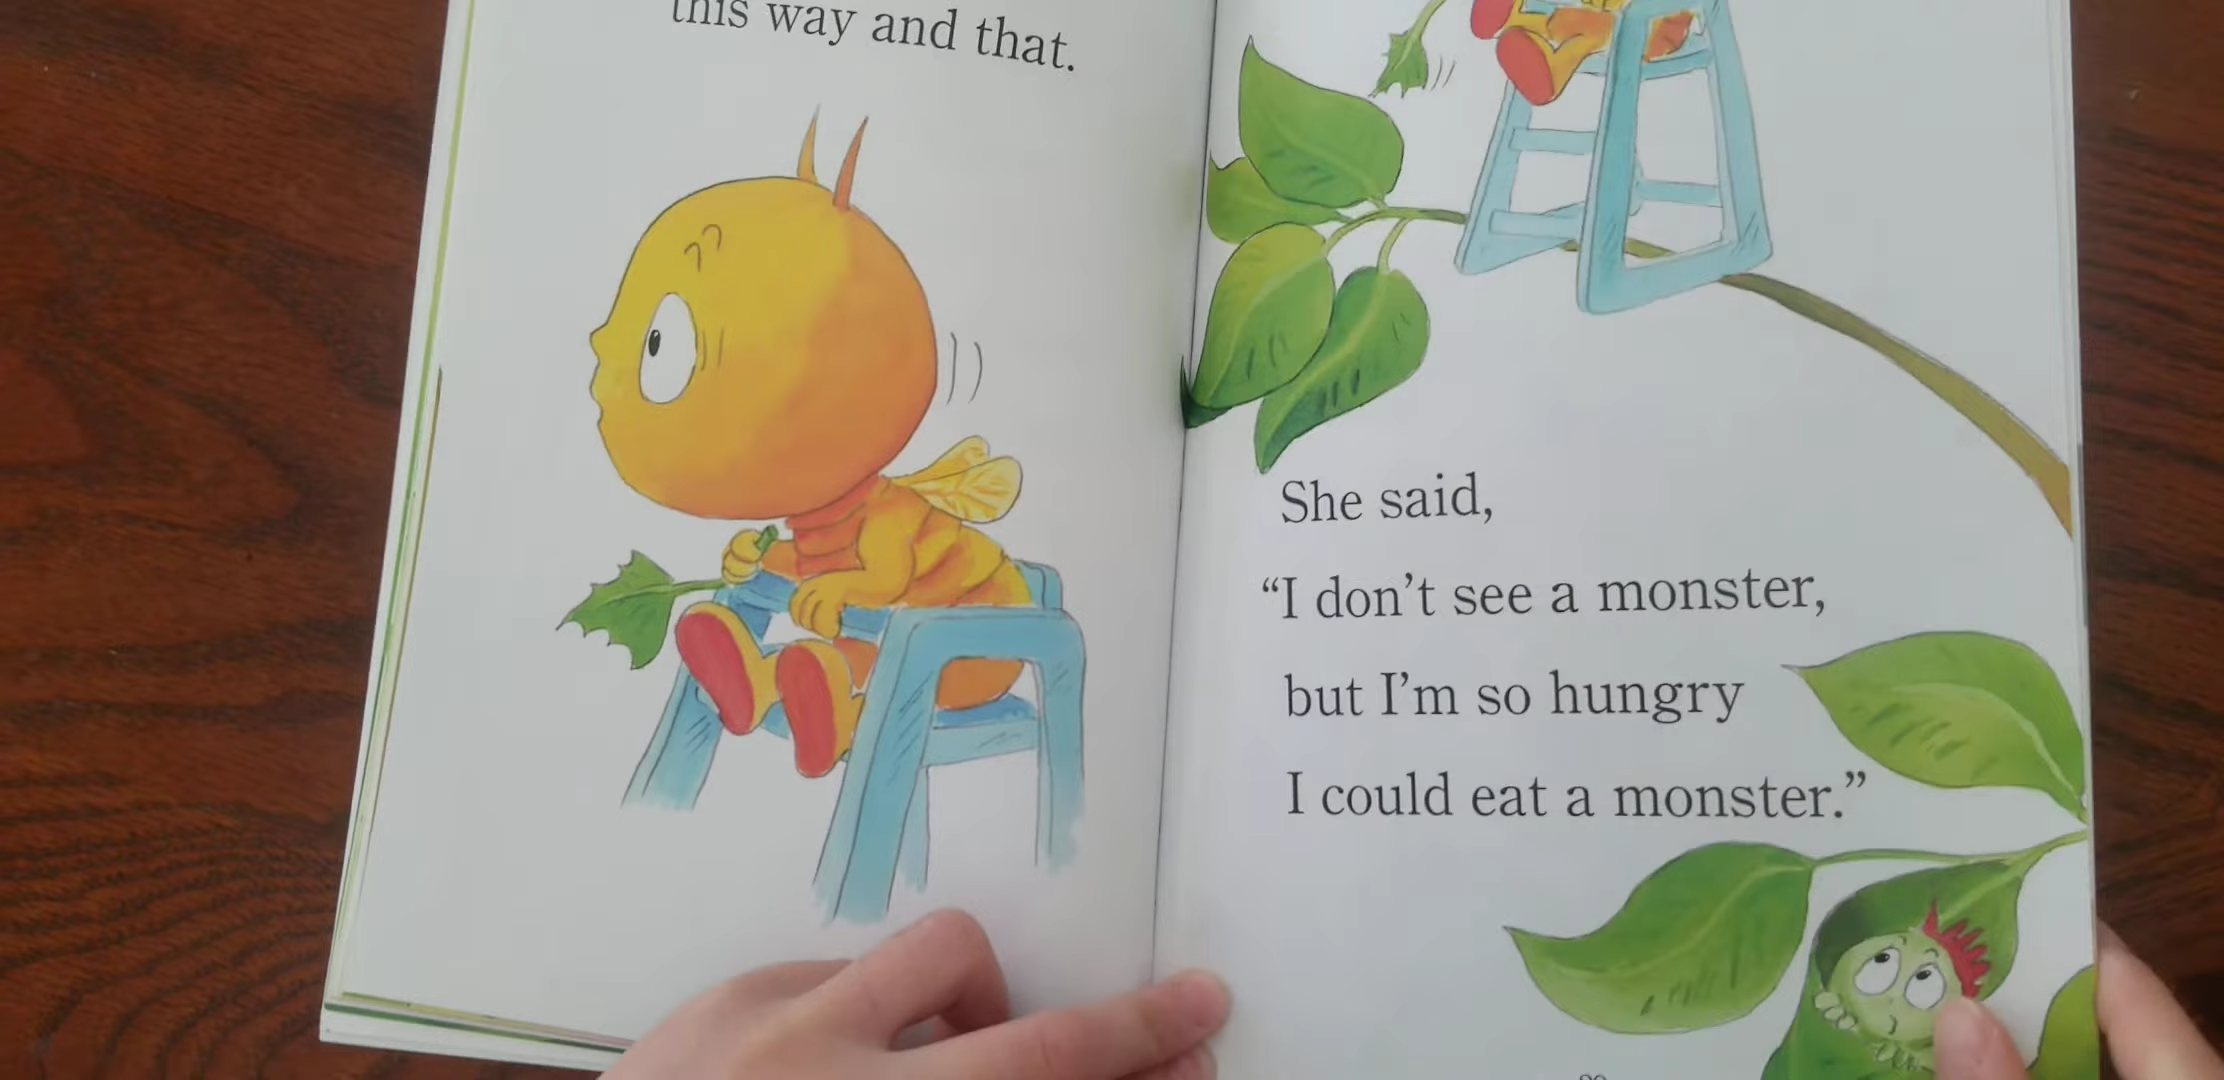 this way and that.
She said,
“I don’t see a monster,
but I’m so hungry
I could eat a monster.”